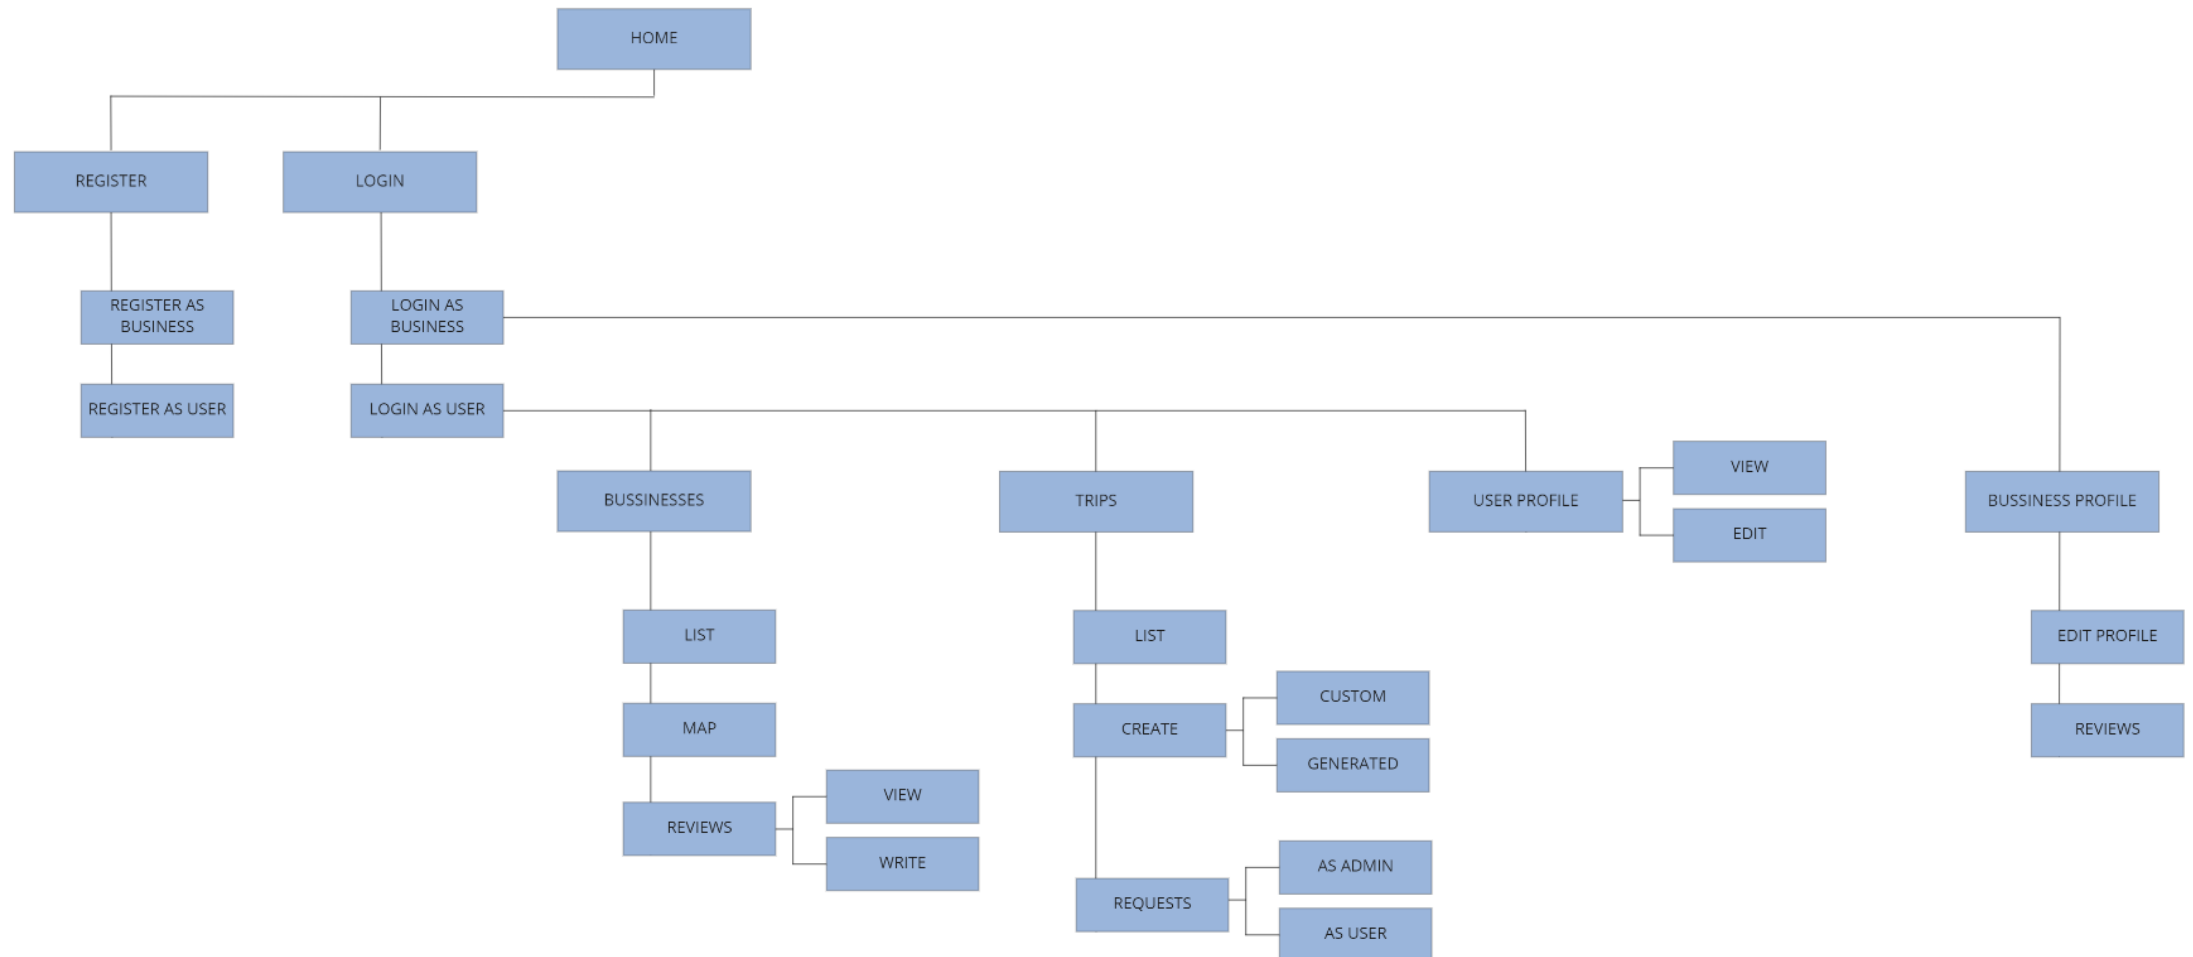 HOME
REGISTER
LOGIN
REGISTER AS
BUSINESS
LOGIN AS
BUSINESS
REGISTER AS USER
LOGIN AS USER
BUSSINESSES
TRIPS
USER PROFILE
VIEW
EDIT
BUSSINESS PROFILE
LIST
MAP
REVIEWS
VIEW
WRITE
LIST
CREATE
CUSTOM
GENERATED
REQUESTS
AS ADMIN
AS USER
EDIT PROFILE
REVIEWS